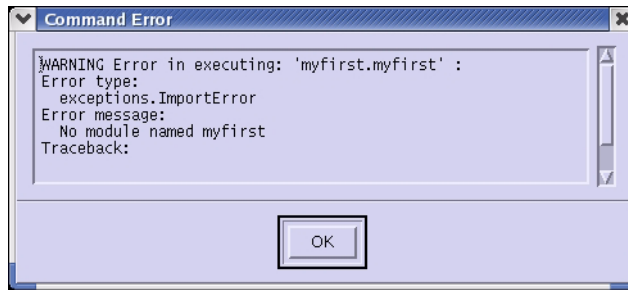 Command Error
WARNING Error in executing: 'myfirst.myfirst' :
Error type:
exceptions.ImportError
Error message:
No module named myfirst
Traceback:
OK